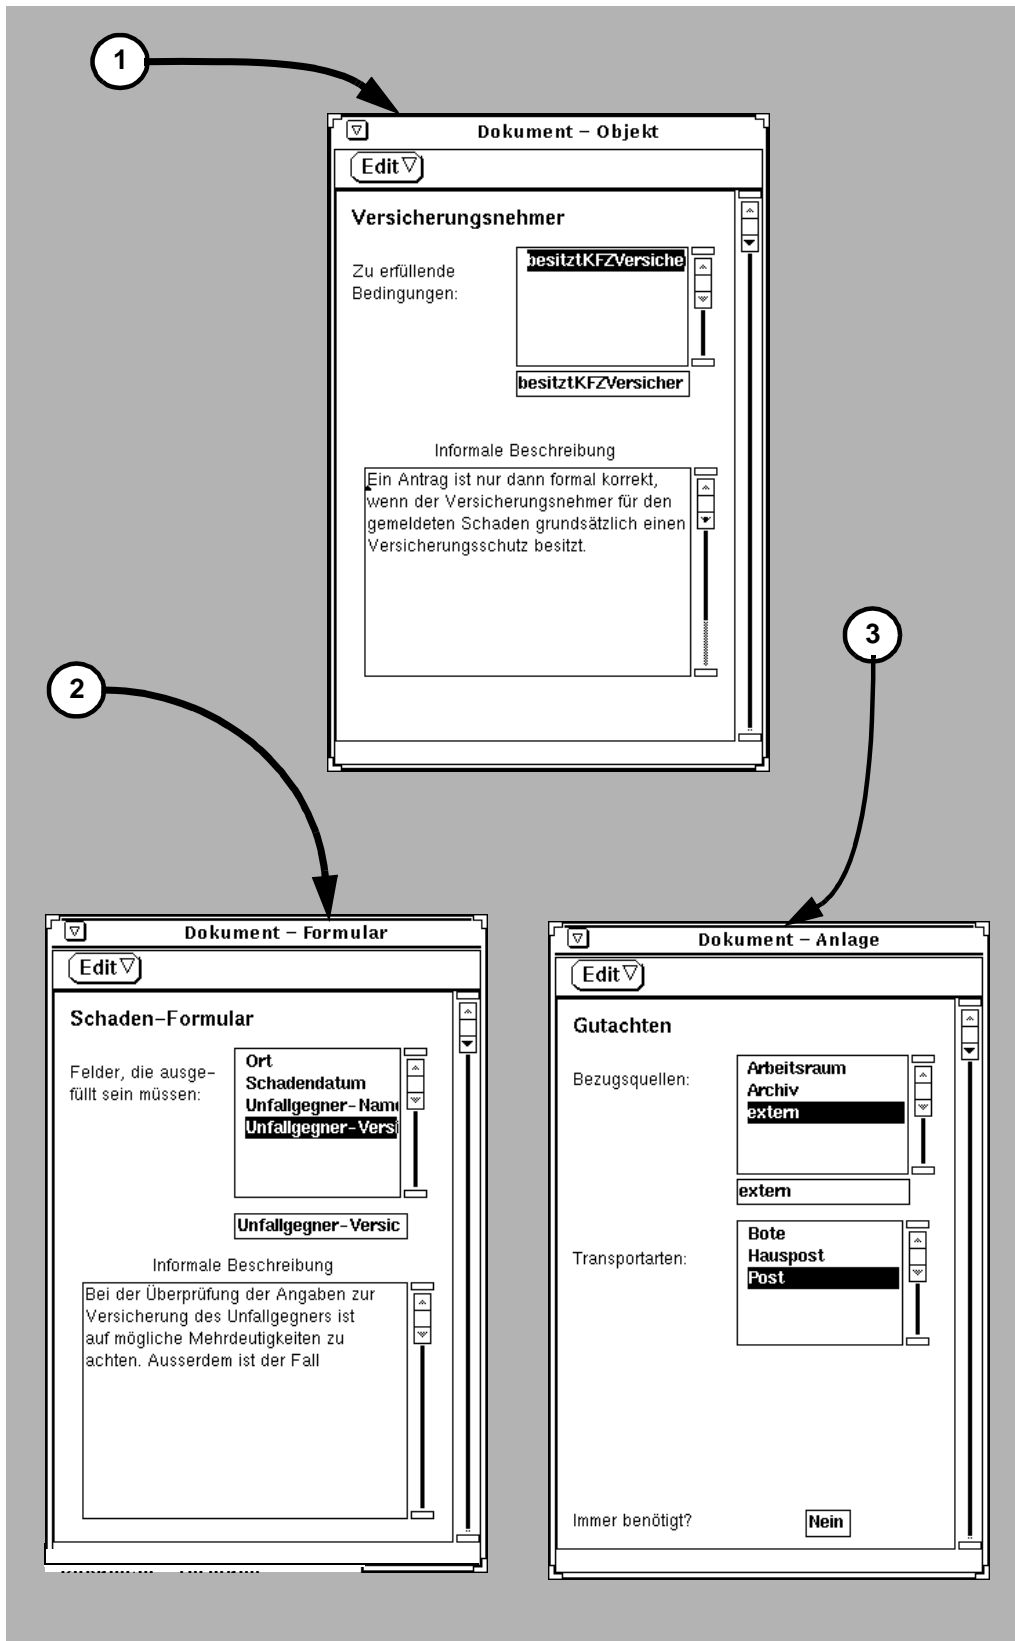 1
Dokument – Objekt
Edit
Versicherungsnehmer
Zu erfüllende
Bedingungen:
besitztKFZVersiche
besitztKFZVersicher
Informale Beschreibung
Ein Antrag ist nur dann formal korrekt,
wenn der Versicherungsnehmer für den
gemeldeten Schaden grundsätzlich einen
Versicherungsschutz besitzt.
2
3
Dokument – Formular
Edit
Schaden–Formular
Felder, die ausge–
füllt sein müssen:
Ort
Schadendatum
Unfallgegner–Name
Unfallgegner–Versi
Unfallgegner–Versic
Informale Beschreibung
Bei der Überprüfung der Angaben zur
Versicherung des Unfallgegners ist
auf mögliche Mehrdeutigkeiten zu
achten. Ausserdem ist der Fall
Dokument – Anlage
Edit
Gutachten
Bezugsquellen:
Arbeitsraum
Archiv
extern
extern
Transportarten:
Bote
Hauspost
Post
Immer benötigt?
Nein